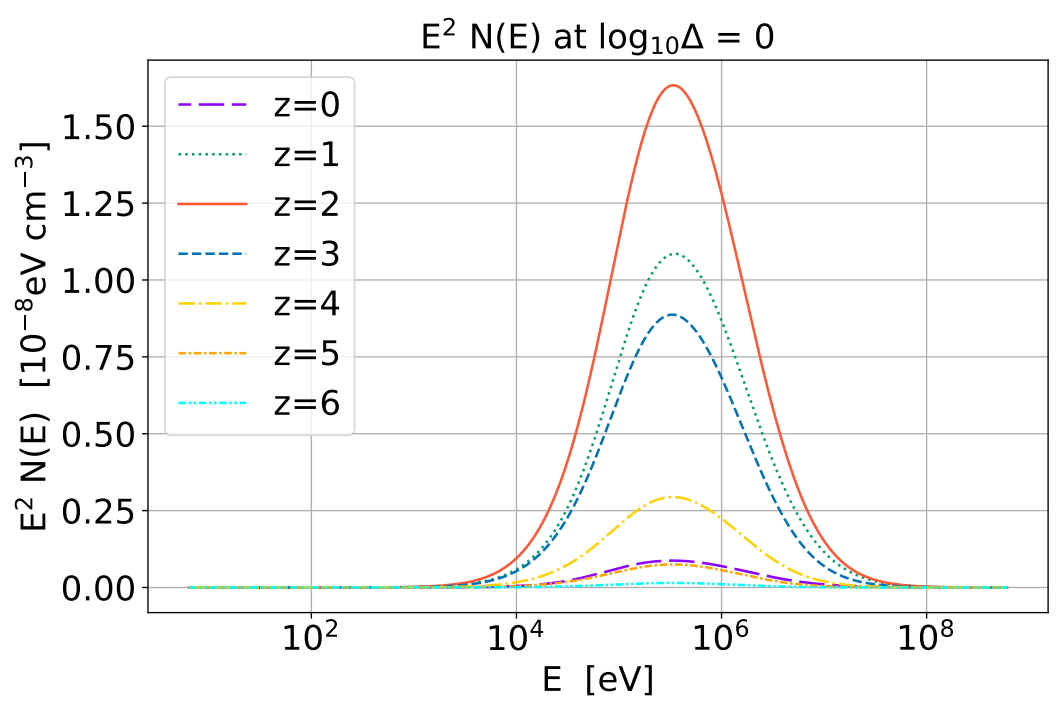 E² N(E) at log₁₀Δ = 0
E² N(E) [10⁻⁸eV cm⁻³]
1.50
1.25
1.00
0.75
0.50
0.25
0.00
z=0
z=1
z=2
z=3
z=4
z=5
z=6
10² 10⁴ 10⁶ 10⁸
E [eV]